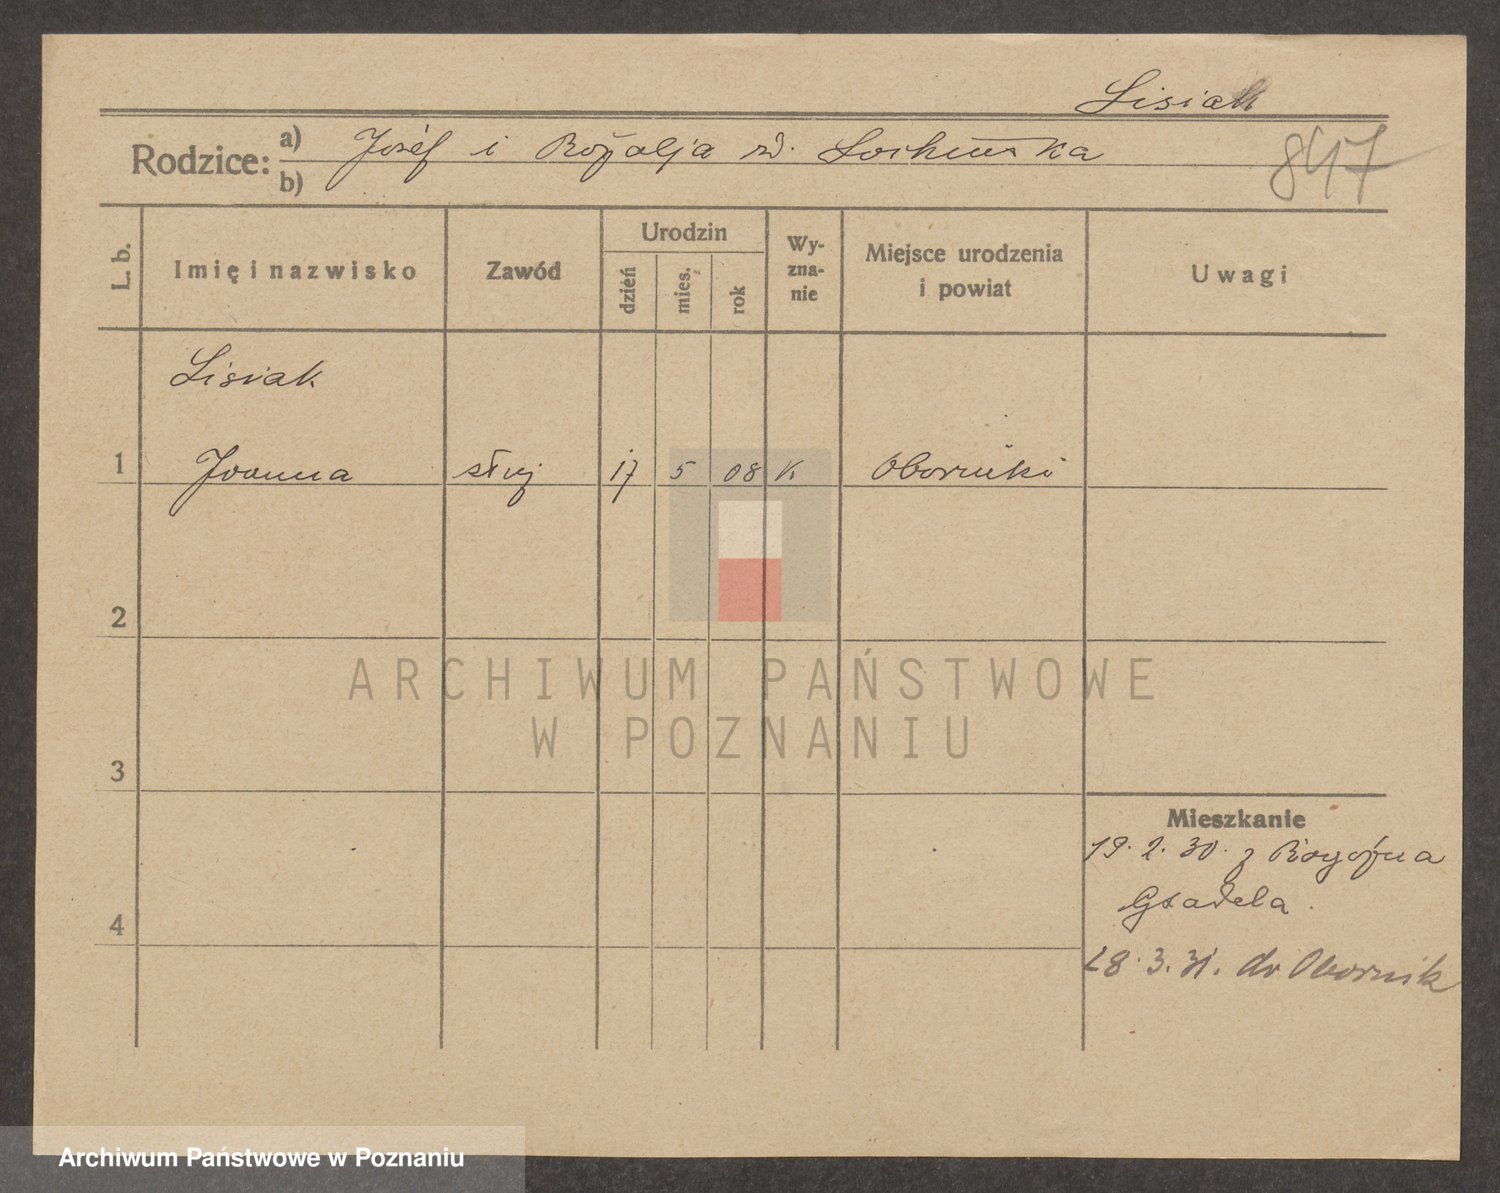 Lisiak
Rodzice: a) Józef i Rozalja zd.
b)
847
L. b. Imię i nazwisko Zawód Urodzin Wy-zna-nie Miejsce urodzenia i powiat Uwagi
dzień mies. rok
Lisiak
1 Joanna służ 17 5 08 K Oborniki
2
ARCHIWUM PAŃSTWOWE
W POZNANIU
3
Mieszkanie
19.2.30. z Rogoźna
4
28.3.31. do Obornik
Archiwum Państwowe w Poznaniu